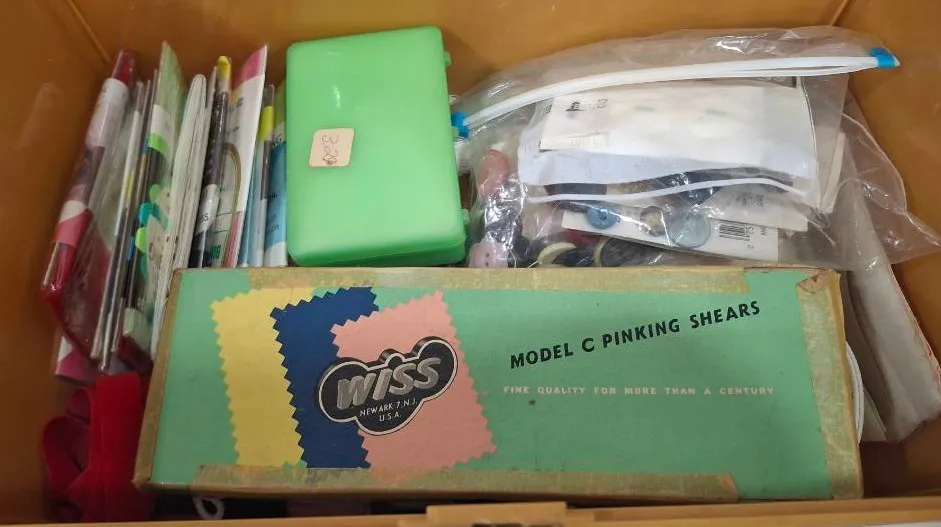 MODEL C PINKING SHEARS
FINE QUALITY FOR MORE THAN A CENTURY
WISS
NEWARK 7, N.J.
U.S.A.